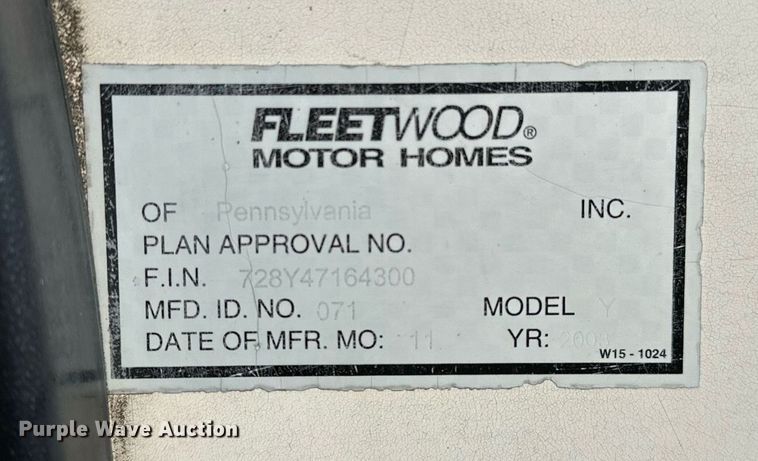 FLEETWOOD®
MOTOR HOMES
OF Pennsylvania INC.
PLAN APPROVAL NO.
F.I.N. 728Y47164300
MFD. ID. NO. 071 MODEL Y
DATE OF MFR. MO: 11 YR:
W15 - 1024
Purple Wave Auction